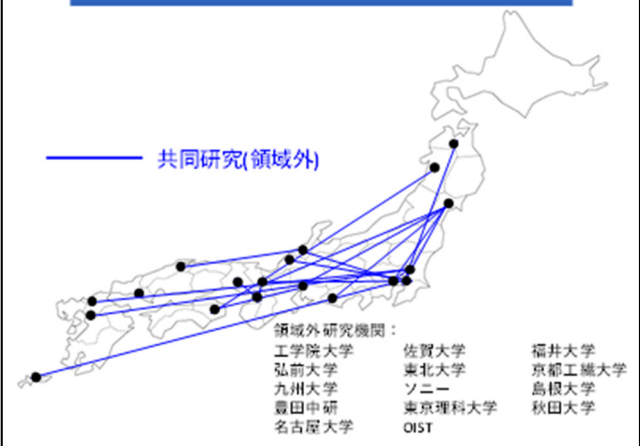 共同研究(領域外)
領域外研究機関：
工学院大学 佐賀大学 福井大学
弘前大学 東北大学 京都工繊大学
九州大学 ソニー 島根大学
豊田中研 東京理科大学 秋田大学
名古屋大学 OIST